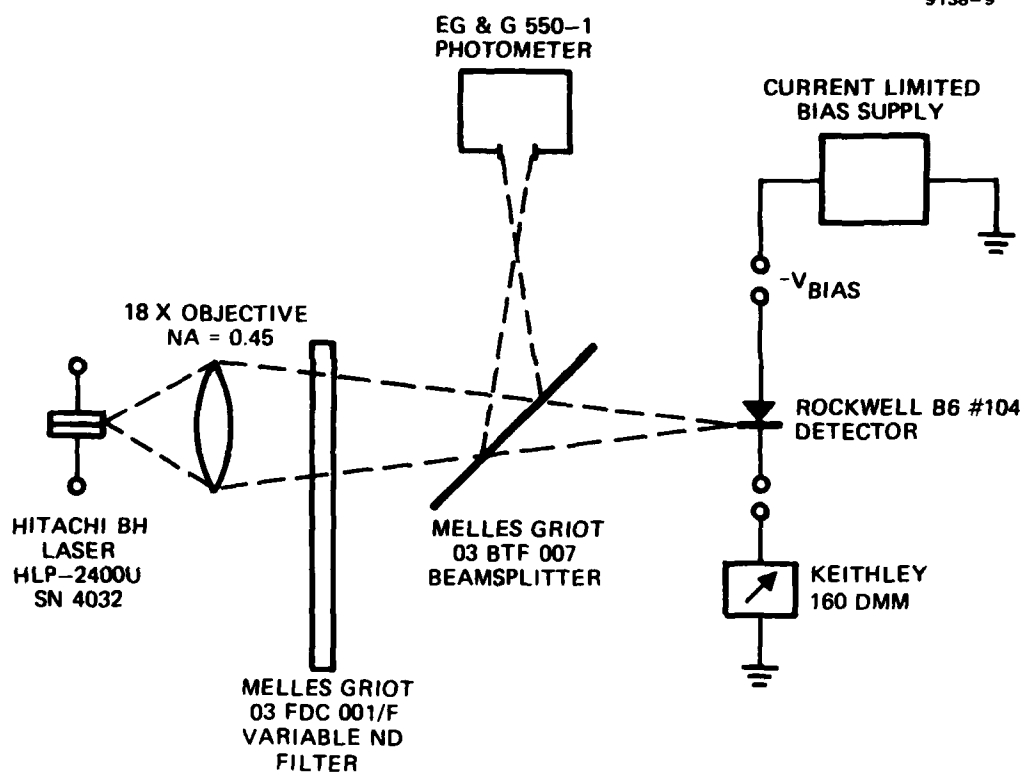 EG & G 550-1
PHOTOMETER
CURRENT LIMITED
BIAS SUPPLY
-VBIAS
18 X OBJECTIVE
NA = 0.45
ROCKWELL B6 #104
DETECTOR
HITACHI BH
LASER
HLP-2400U
SN 4032
MELLES GRIOT
03 BTF 007
BEAMSPLITTER
KEITHLEY
160 DMM
MELLES GRIOT
03 FDC 001/F
VARIABLE ND
FILTER